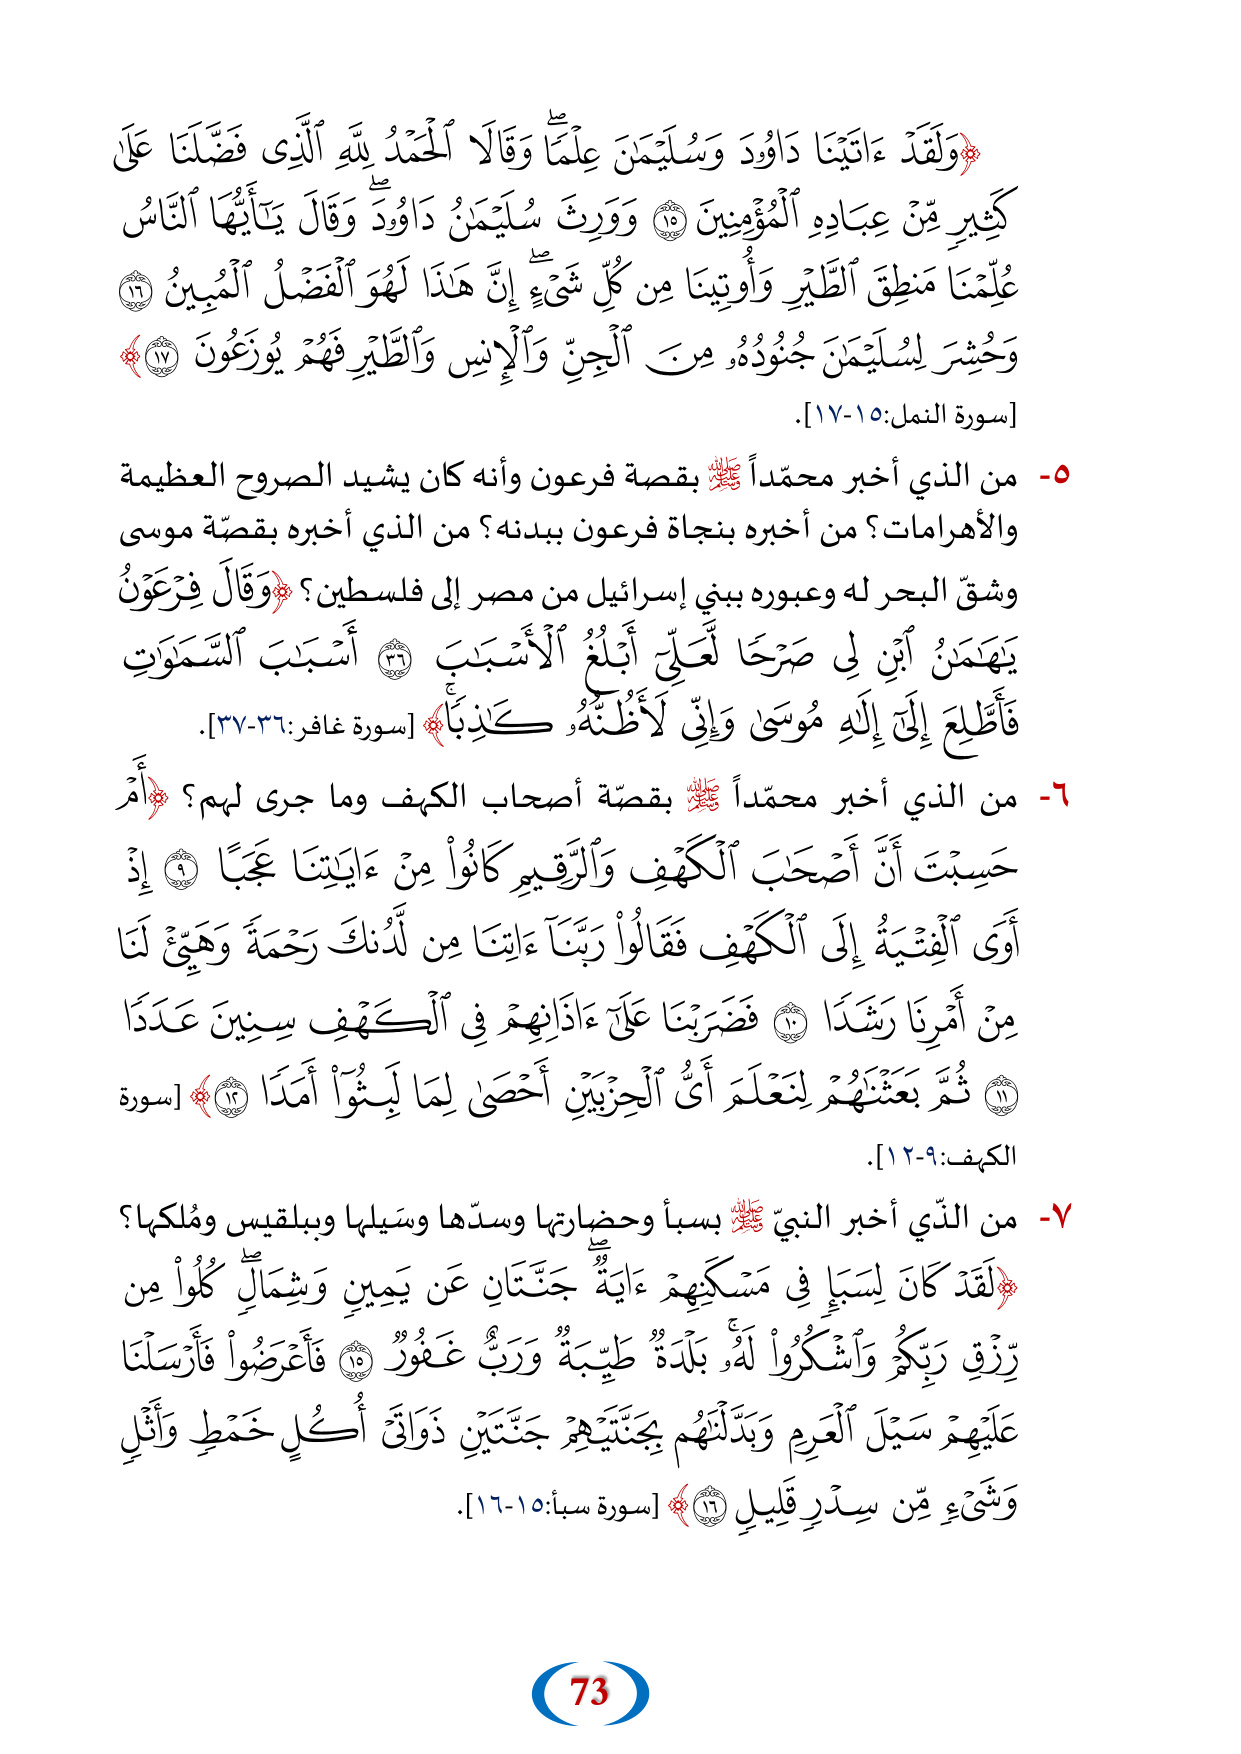 ﴿وَلَقَدۡ ءَاتَيۡنَا دَاوُۥدَ وَسُلَيۡمَٰنَ عِلۡمٗاۖ وَقَالَا ٱلۡحَمۡدُ لِلَّهِ ٱلَّذِي فَضَّلَنَا عَلَىٰ
كَثِيرٖ مِّنۡ عِبَادِهِ ٱلۡمُؤۡمِنِينَ ١٥ وَوَرِثَ سُلَيۡمَٰنُ دَاوُۥدَۖ وَقَالَ يَٰٓأَيُّهَا ٱلنَّاسُ
عُلِّمۡنَا مَنطِقَ ٱلطَّيۡرِ وَأُوتِينَا مِن كُلِّ شَيۡءٍۖ إِنَّ هَٰذَا لَهُوَ ٱلۡفَضۡلُ ٱلۡمُبِينُ ١٦
وَحُشِرَ لِسُلَيۡمَٰنَ جُنُودُهُۥ مِنَ ٱلۡجِنِّ وَٱلۡإِنسِ وَٱلطَّيۡرِ فَهُمۡ يُوزَعُونَ ١٧﴾
[سورة النمل:١٥-١٧].
٥- من الذي أخبر محمّداً ﷺ بقصة فرعون وأنه كان يشيد الصروح العظيمة
والأهرامات؟ من أخبره بنجاة فرعون ببدنه؟ من الذي أخبره بقصّة موسى
وشقّ البحر له وعبوره ببني إسرائيل من مصر إلى فلسطين؟ ﴿وَقَالَ فِرۡعَوۡنُ
يَٰهَٰمَٰنُ ٱبۡنِ لِي صَرۡحٗا لَّعَلِّيٓ أَبۡلُغُ ٱلۡأَسۡبَٰبَ ٣٦ أَسۡبَٰبَ ٱلسَّمَٰوَٰتِ
فَأَطَّلِعَ إِلَىٰٓ إِلَٰهِ مُوسَىٰ وَإِنِّي لَأَظُنُّهُۥ كَٰذِبٗاۚ﴾ [سورة غافر:٣٦-٣٧].
٦- من الذي أخبر محمّداً ﷺ بقصّة أصحاب الكهف وما جرى لهم؟ ﴿أَمۡ
حَسِبۡتَ أَنَّ أَصۡحَٰبَ ٱلۡكَهۡفِ وَٱلرَّقِيمِ كَانُواْ مِنۡ ءَايَٰتِنَا عَجَبًا ٩ إِذۡ
أَوَى ٱلۡفِتۡيَةُ إِلَى ٱلۡكَهۡفِ فَقَالُواْ رَبَّنَآ ءَاتِنَا مِن لَّدُنكَ رَحۡمَةٗ وَهَيِّئۡ لَنَا
مِنۡ أَمۡرِنَا رَشَدٗا ١٠ فَضَرَبۡنَا عَلَىٰٓ ءَاذَانِهِمۡ فِي ٱلۡكَهۡفِ سِنِينَ عَدَدٗا
١١ ثُمَّ بَعَثۡنَٰهُمۡ لِنَعۡلَمَ أَيُّ ٱلۡحِزۡبَيۡنِ أَحۡصَىٰ لِمَا لَبِثُوٓاْ أَمَدٗا ١٢﴾ [سورة
الكهف:٩-١٢].
٧- من الذّي أخبر النبيّ ﷺ بسبأ وحضارتها وسدّها وسَيلها وببلقيس ومُلكها؟
﴿لَقَدۡ كَانَ لِسَبَإٖ فِي مَسۡكَنِهِمۡ ءَايَةٞۖ جَنَّتَانِ عَن يَمِينٖ وَشِمَالٖۖ كُلُواْ مِن
رِّزۡقِ رَبِّكُمۡ وَٱشۡكُرُواْ لَهُۥۚ بَلۡدَةٞ طَيِّبَةٞ وَرَبٌّ غَفُورٞ ١٥ فَأَعۡرَضُواْ فَأَرۡسَلۡنَا
عَلَيۡهِمۡ سَيۡلَ ٱلۡعَرِمِ وَبَدَّلۡنَٰهُم بِجَنَّتَيۡهِمۡ جَنَّتَيۡنِ ذَوَاتَيۡ أُكُلٍ خَمۡطٖ وَأَثۡلٖ
وَشَيۡءٖ مِّن سِدۡرٖ قَلِيلٖ ١٦﴾ [سورة سبأ:١٥-١٦].
73